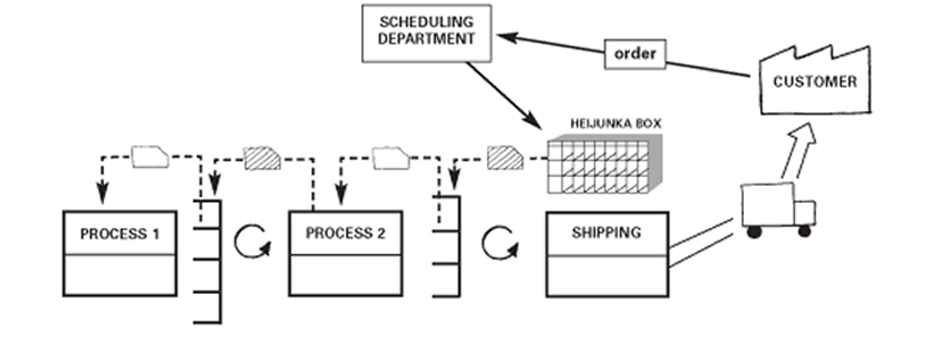 SCHEDULING
DEPARTMENT
order
CUSTOMER
HEIJUNKA BOX
PROCESS 1
PROCESS 2
SHIPPING